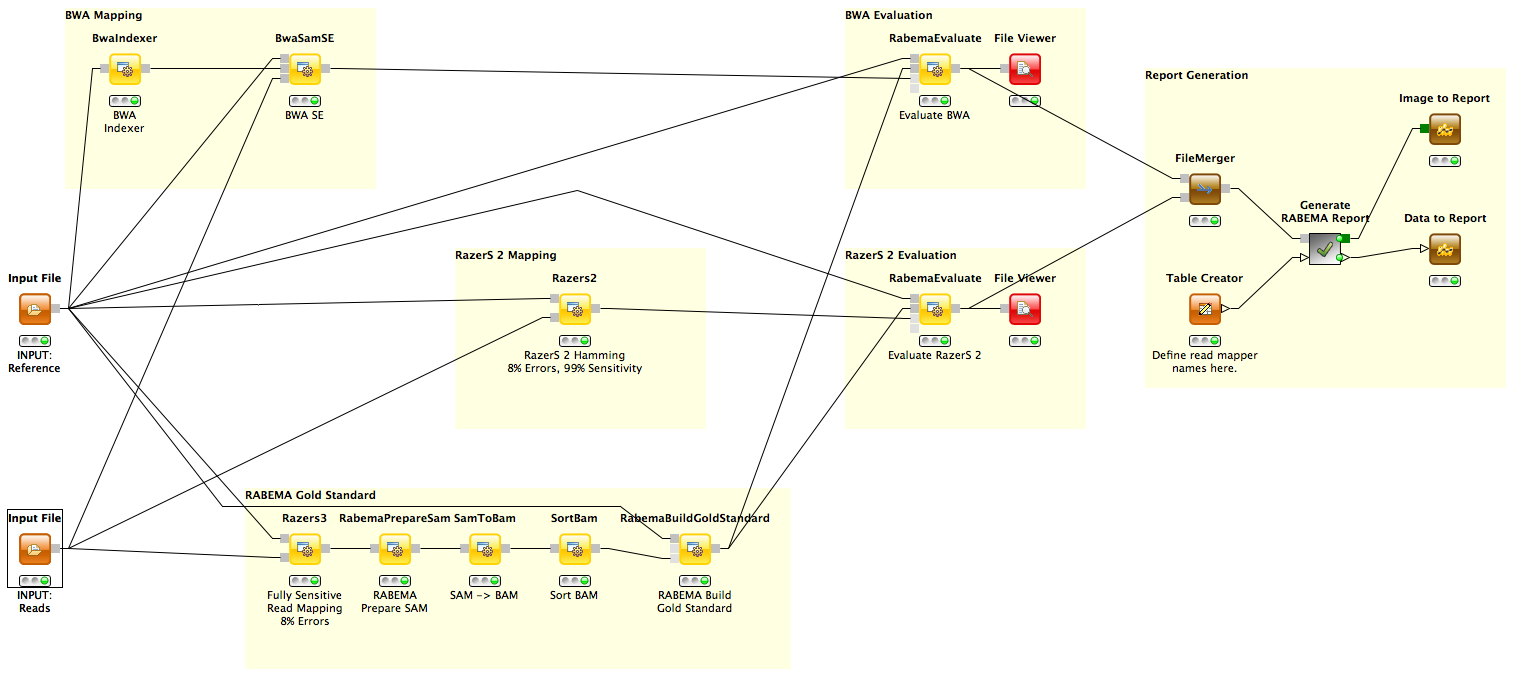 BWA Mapping
BwaIndexer
BWA
Indexer
BwaSamSE
BWA SE
BWA Evaluation
RabemaEvaluate
Evaluate BWA
File Viewer
Report Generation
Image to Report
FileMerger
Generate
RABEMA Report
Data to Report
Table Creator
Define read mapper
names here.
Input File
INPUT:
Reference
RazerS 2 Mapping
Razers2
RazerS 2 Hamming
8% Errors, 99% Sensitivity
RazerS 2 Evaluation
RabemaEvaluate
Evaluate RazerS 2
File Viewer
Input File
INPUT:
Reads
RABEMA Gold Standard
Razers3
Fully Sensitive
Read Mapping
8% Errors
RabemaPrepareSam
RABEMA
Prepare SAM
SamToBam
SAM -> BAM
SortBam
Sort BAM
RabemaBuildGoldStandard
RABEMA Build
Gold Standard